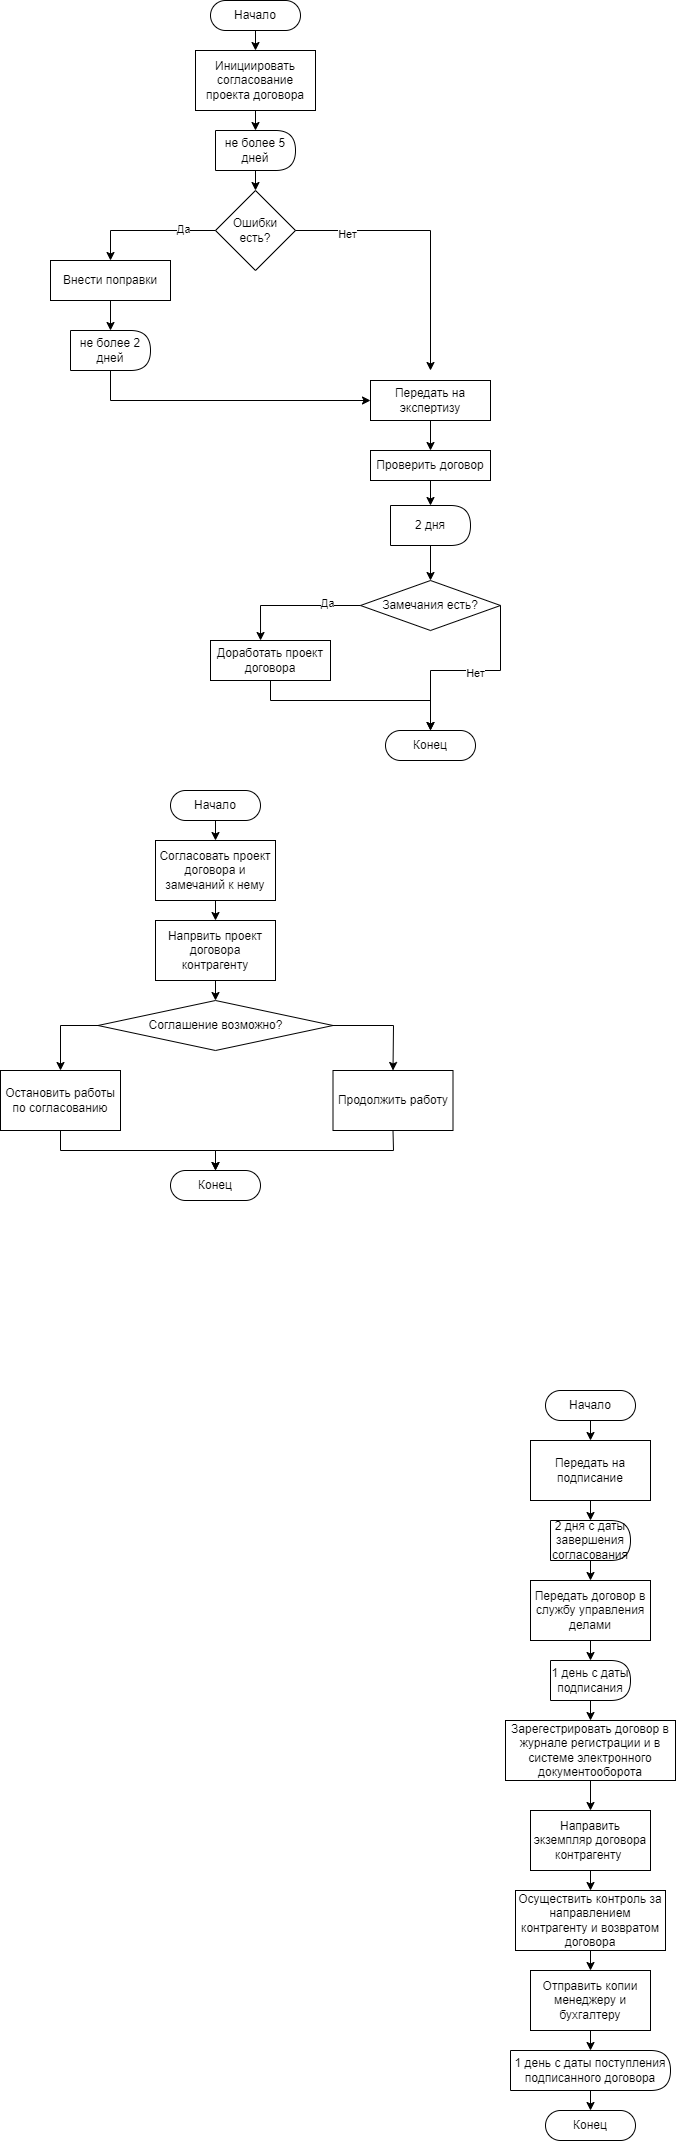 Начало
Инициировать
согласование
проекта договора
не более 5
дней
Ошибки
есть?
Да
Нет
Внести поправки
не более 2
дней
Передать на
экспертизу
Проверить договор
2 дня
Замечания есть?
Да
Доработать проект
договора
Нет
Конец
Начало
Согласовать проект
договора и
замечаний к нему
Напрвить проект
договора
контрагенту
Соглашение возможно?
Остановить работы
по согласованию
Продолжить работу
Конец
Начало
Передать на
подписание
2 дня с даты
завершения
согласования
Передать договор в
службу управления
делами
1 день с даты
подписания
Зарегестрировать договор в
журнале регистрации и в
системе электронного
документооборота
Направить
экземпляр договора
контрагенту
Осуществить контроль за
направлением
контрагенту и возвратом
договора
Отправить копии
менеджеру и
бухгалтеру
1 день с даты поступления
подписанного договора
Конец